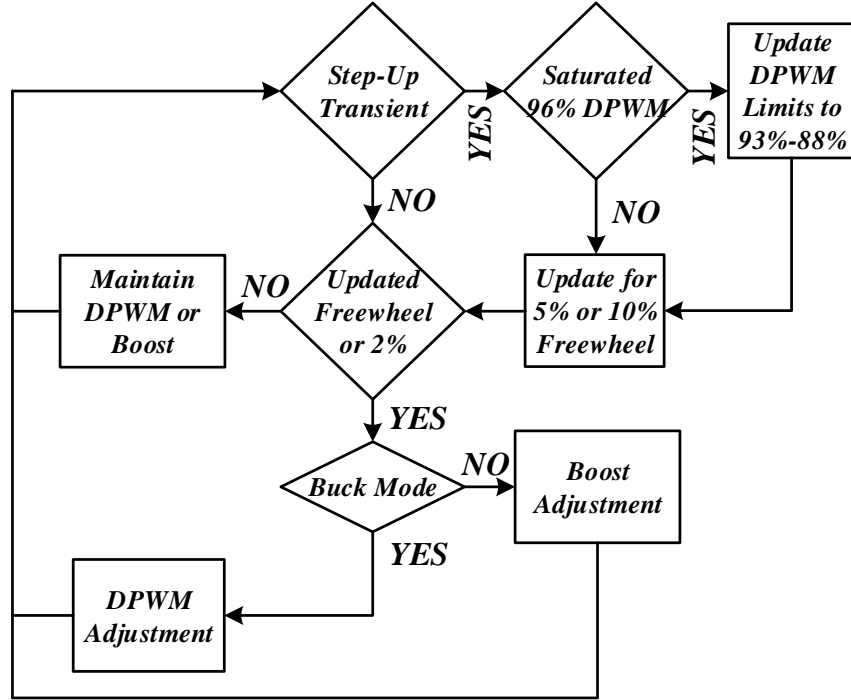 Step-Up
Transient
YES
Saturated
96% DPWM
YES
Update
DPWM
Limits to
93%-88%
NO
NO
Maintain
DPWM or
Boost
NO
Updated
Freewheel
or 2%
Update for
5% or 10%
Freewheel
YES
Buck Mode
NO
Boost
Adjustment
YES
DPWM
Adjustment